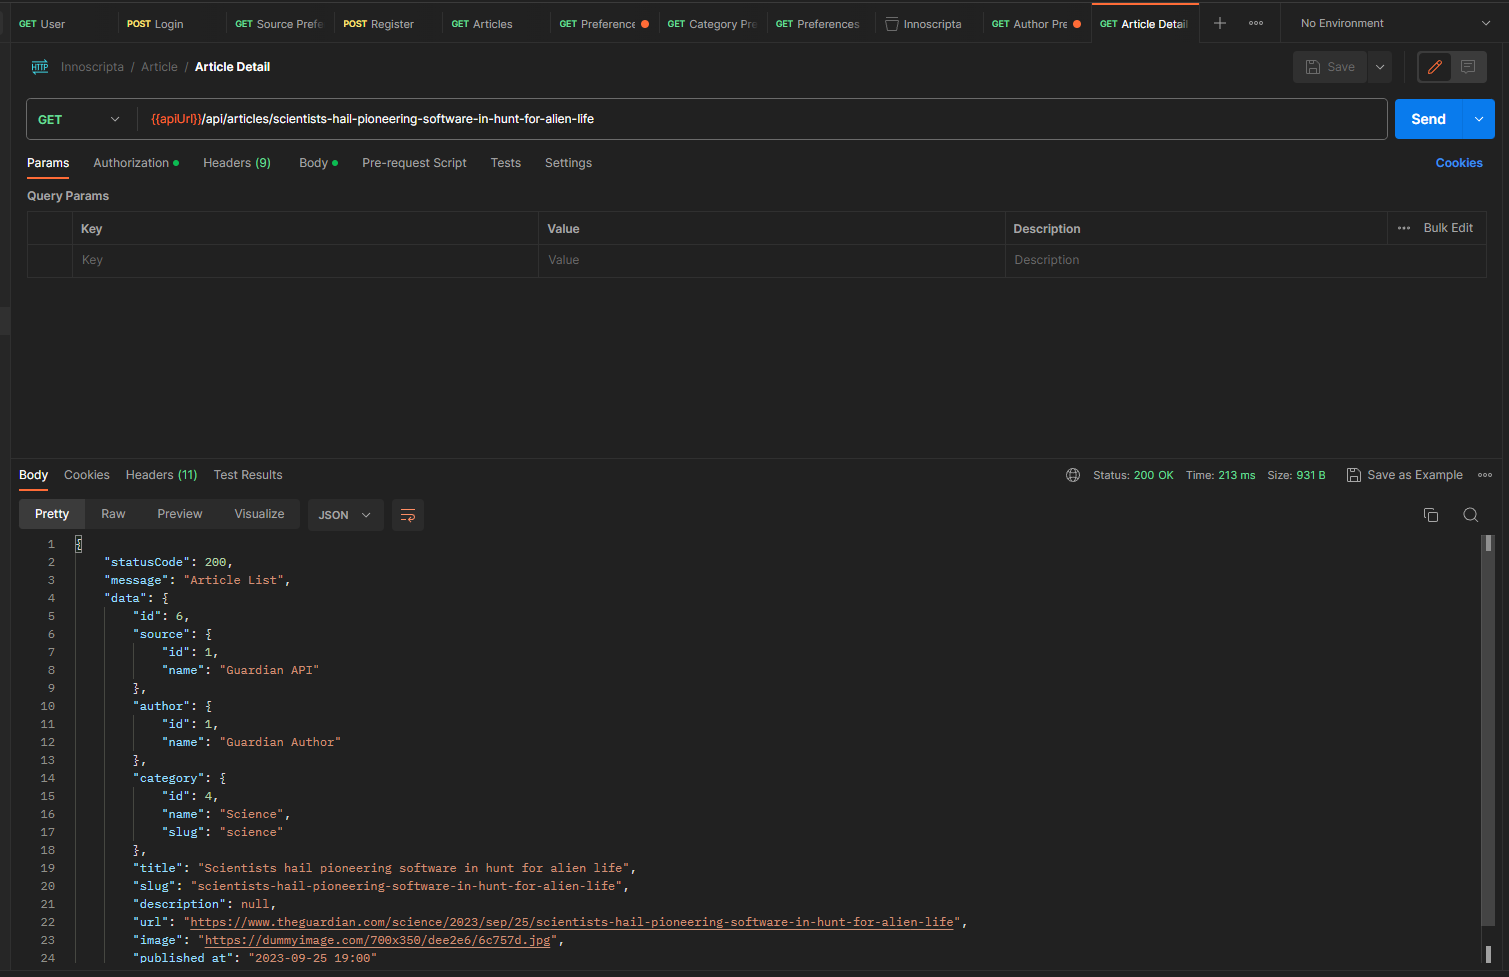 GET User POST Login GET Source Prefe POST Register GET Articles GET Preference GET Category Pre GET Preferences Innoscripta GET Author Pre GET Article Detail No Environment
HTTP Innoscripta / Article / Article Detail Save
GET {{apiUrl}}/api/articles/scientists-hail-pioneering-software-in-hunt-for-alien-life Send
Params Authorization Headers (9) Body Pre-request Script Tests Settings Cookies
Query Params
Key Value Description Bulk Edit
Key Value Description
Body Cookies Headers (11) Test Results Status: 200 OK Time: 213 ms Size: 931 B Save as Example
Pretty Raw Preview Visualize JSON
1 {
2 "statusCode": 200,
3 "message": "Article List",
4 "data": {
5 "id": 6,
6 "source": {
7 "id": 1,
8 "name": "Guardian API"
9 },
10 "author": {
11 "id": 1,
12 "name": "Guardian Author"
13 },
14 "category": {
15 "id": 4,
16 "name": "Science",
17 "slug": "science"
18 },
19 "title": "Scientists hail pioneering software in hunt for alien life",
20 "slug": "scientists-hail-pioneering-software-in-hunt-for-alien-life",
21 "description": null,
22 "url": "https://www.theguardian.com/science/2023/sep/25/scientists-hail-pioneering-software-in-hunt-for-alien-life",
23 "image": "https://dummyimage.com/700x350/dee2e6/6c757d.jpg",
24 "published_at": "2023-09-25 19:00"